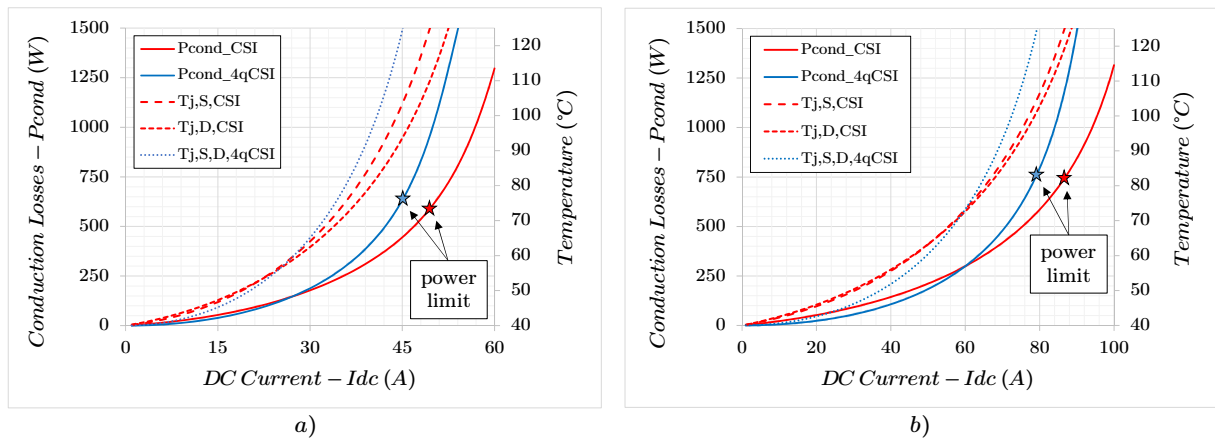 a)
Conduction Losses – Pcond (W)
1500
1250
1000
750
500
250
0
Pcond_CSI
Pcond_4qCSI
Tj,S,CSI
Tj,D,CSI
Tj,S,D,4qCSI
power
limit
120
110
100
90
80
70
60
50
40
Temperature (°C)
0
15
30
45
60
DC Current – Idc (A)
a)
b)
Conduction Losses – Pcond (W)
1500
1250
1000
750
500
250
0
Pcond_CSI
Pcond_4qCSI
Tj,S,CSI
Tj,D,CSI
Tj,S,D,4qCSI
power
limit
120
110
100
90
80
70
60
50
40
Temperature (°C)
0
20
40
60
80
100
DC Current – Idc (A)
b)